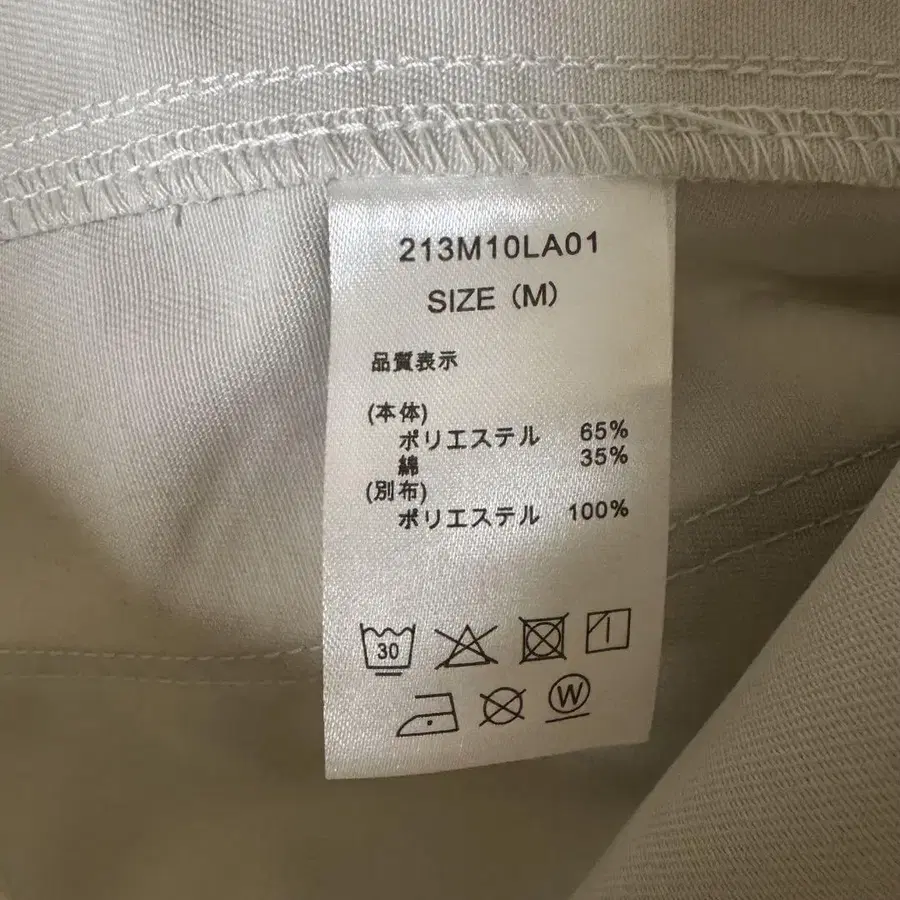 213M10LA01
SIZE (M)
品質表示
(本体)
ポリエステル 65%
綿 35%
(別布)
ポリエステル 100%
30
W